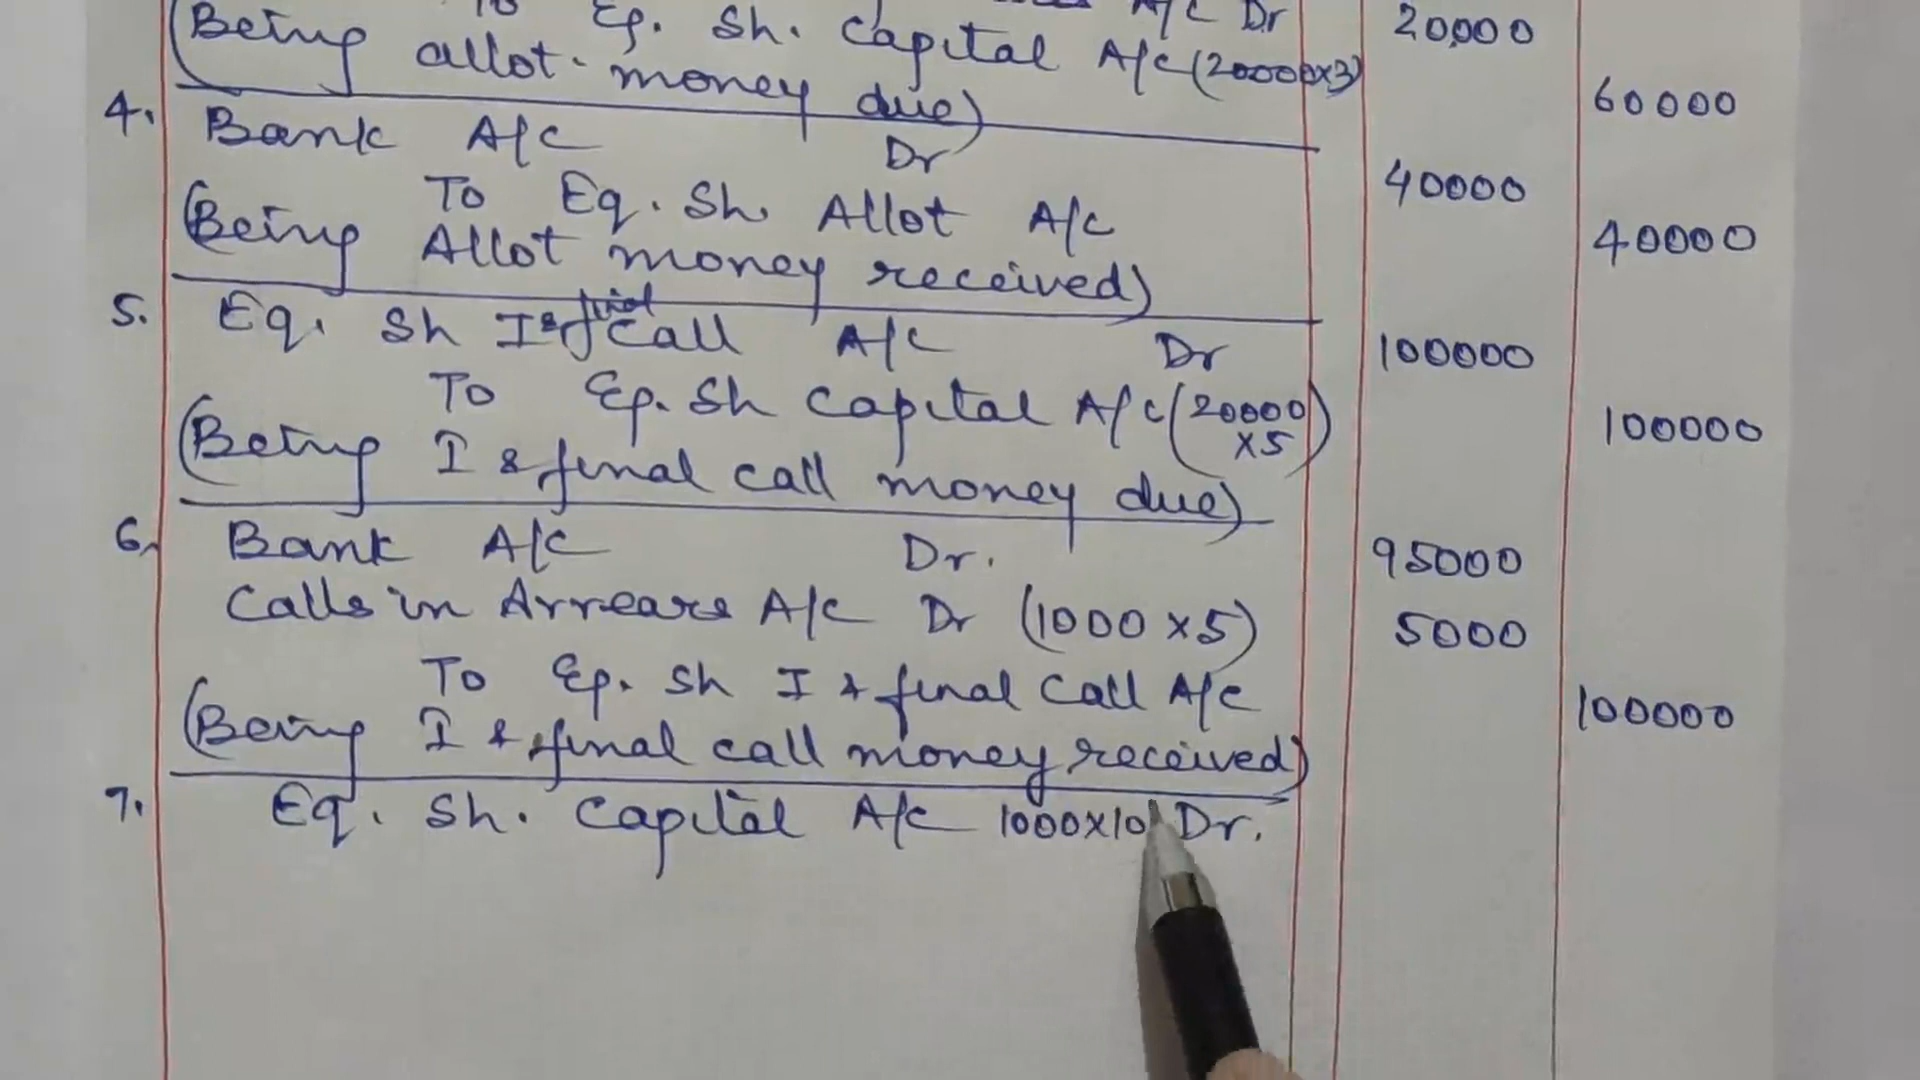 To Eq. Sh. Capital A/c (20000x3) A/c Dr 20,000
(Being allot. money due) 60000
4. Bank A/c Dr 40000
To Eq. Sh. Allot A/c 40000
(Being Allot money received)
5. Eq. Sh I & final Call A/c Dr 100000
To Eq. Sh Capital A/c (20000 x5) 100000
(Being I & final call money due)
6. Bank A/c Dr. 95000
Calls in Arrears A/c Dr (1000 x5) 5000
To Eq. Sh I & final Call A/c 100000
(Being I & final call money received)
7. Eq. Sh. Capital A/c 1000x10 Dr.